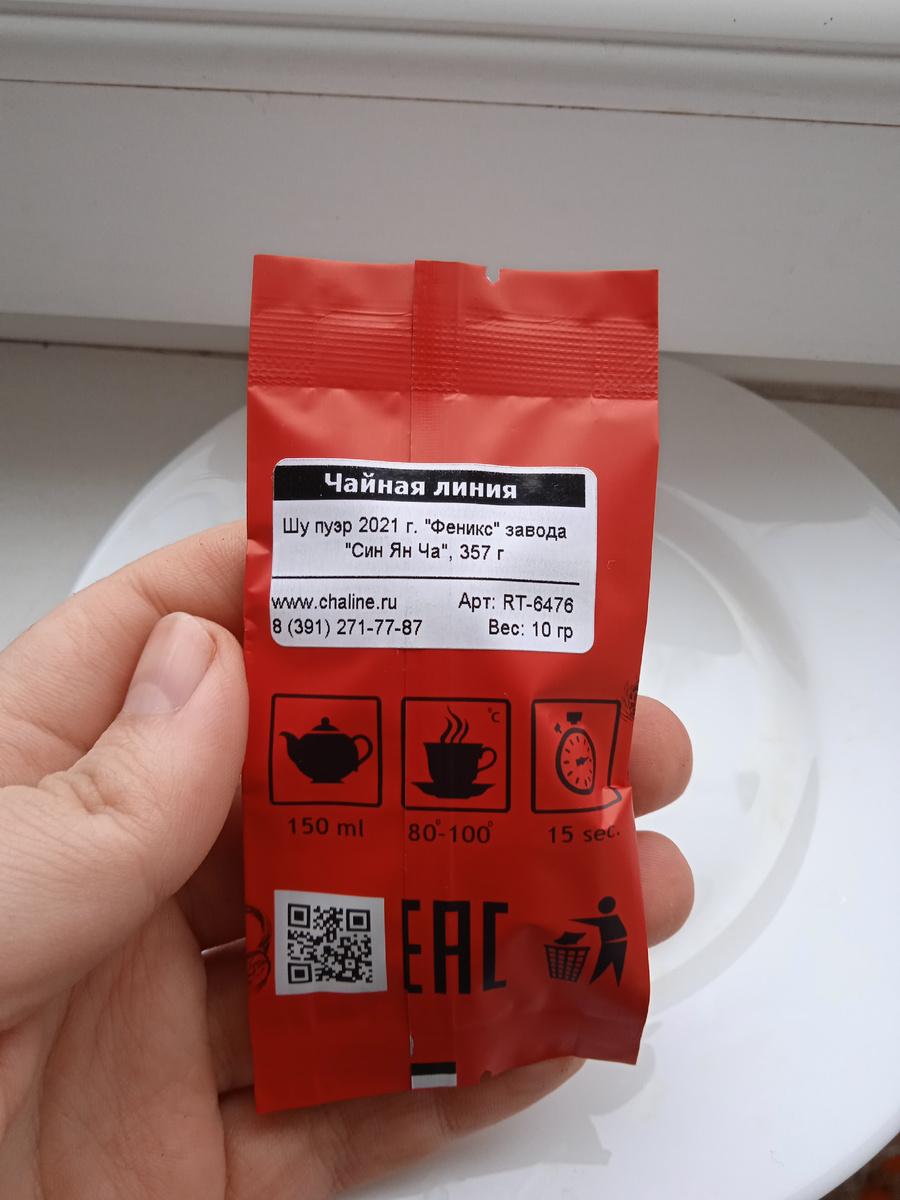 Чайная линия
Шу пуэр 2021 г. "Феникс" завода
"Син Ян Ча", 357 г
www.chaline.ru Арт: RT-6476
8 (391) 271-77-87 Вес: 10 гр
°C
150 ml 80°-100° 15 sec.
EAC